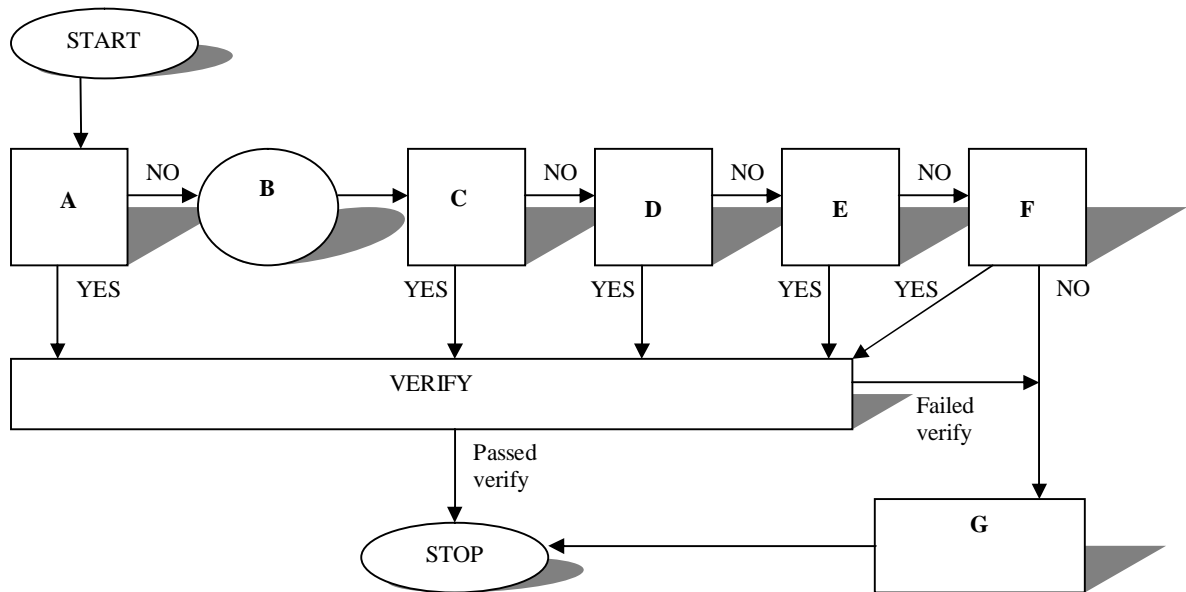 START
A
NO
B
C
NO
D
NO
E
NO
F
YES
YES
YES
YES
YES
NO
VERIFY
Failed
verify
Passed
verify
G
STOP